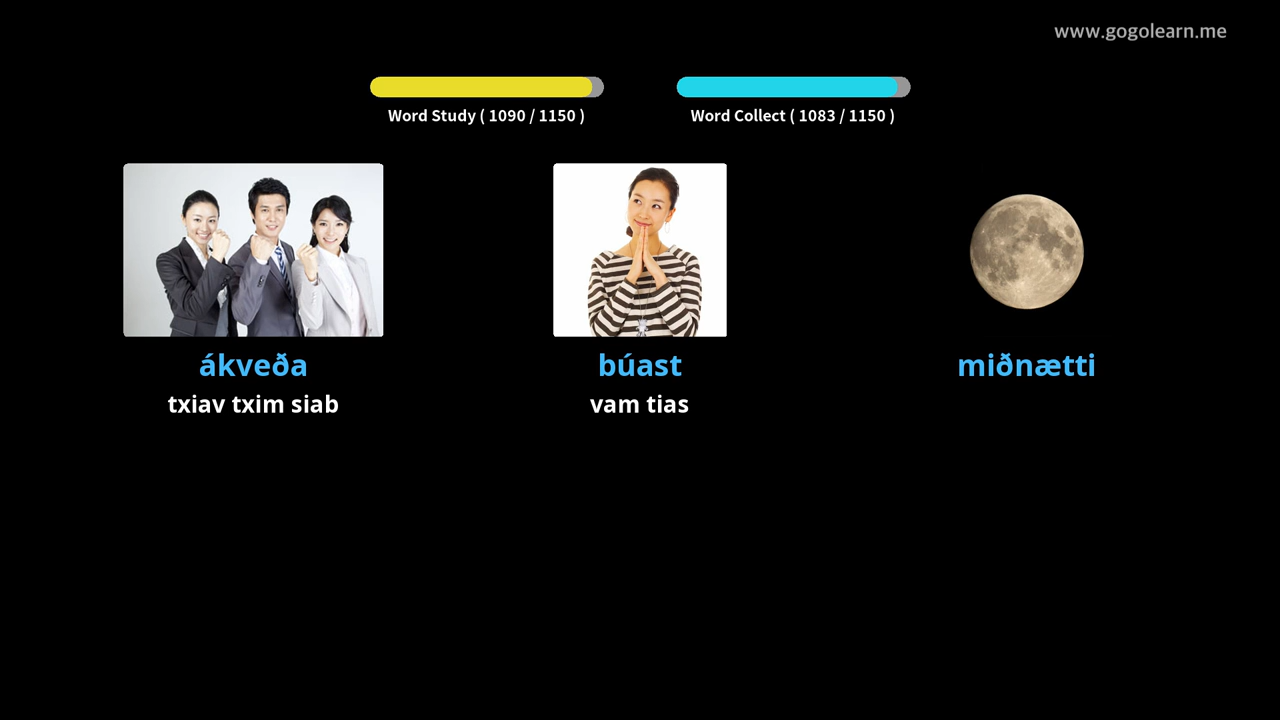 www.gogolearn.me
Word Study ( 1090 / 1150 )
Word Collect ( 1083 / 1150 )
ákveða
búast
miðnætti
txiav txim siab
vam tias